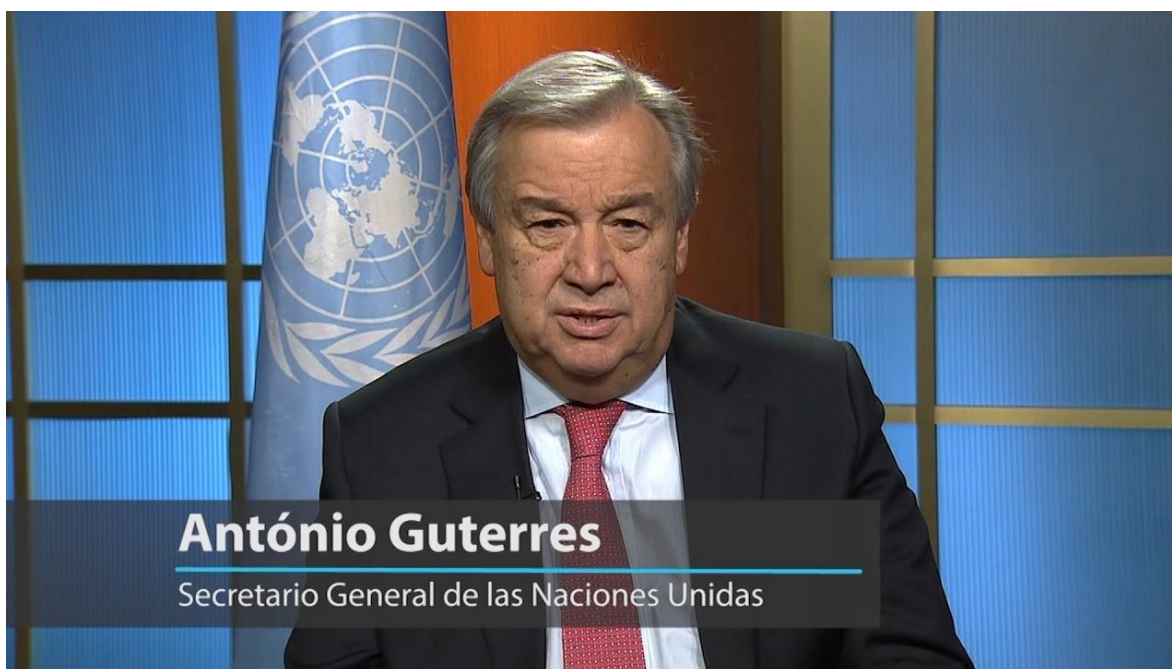 António Guterres
Secretario General de las Naciones Unidas